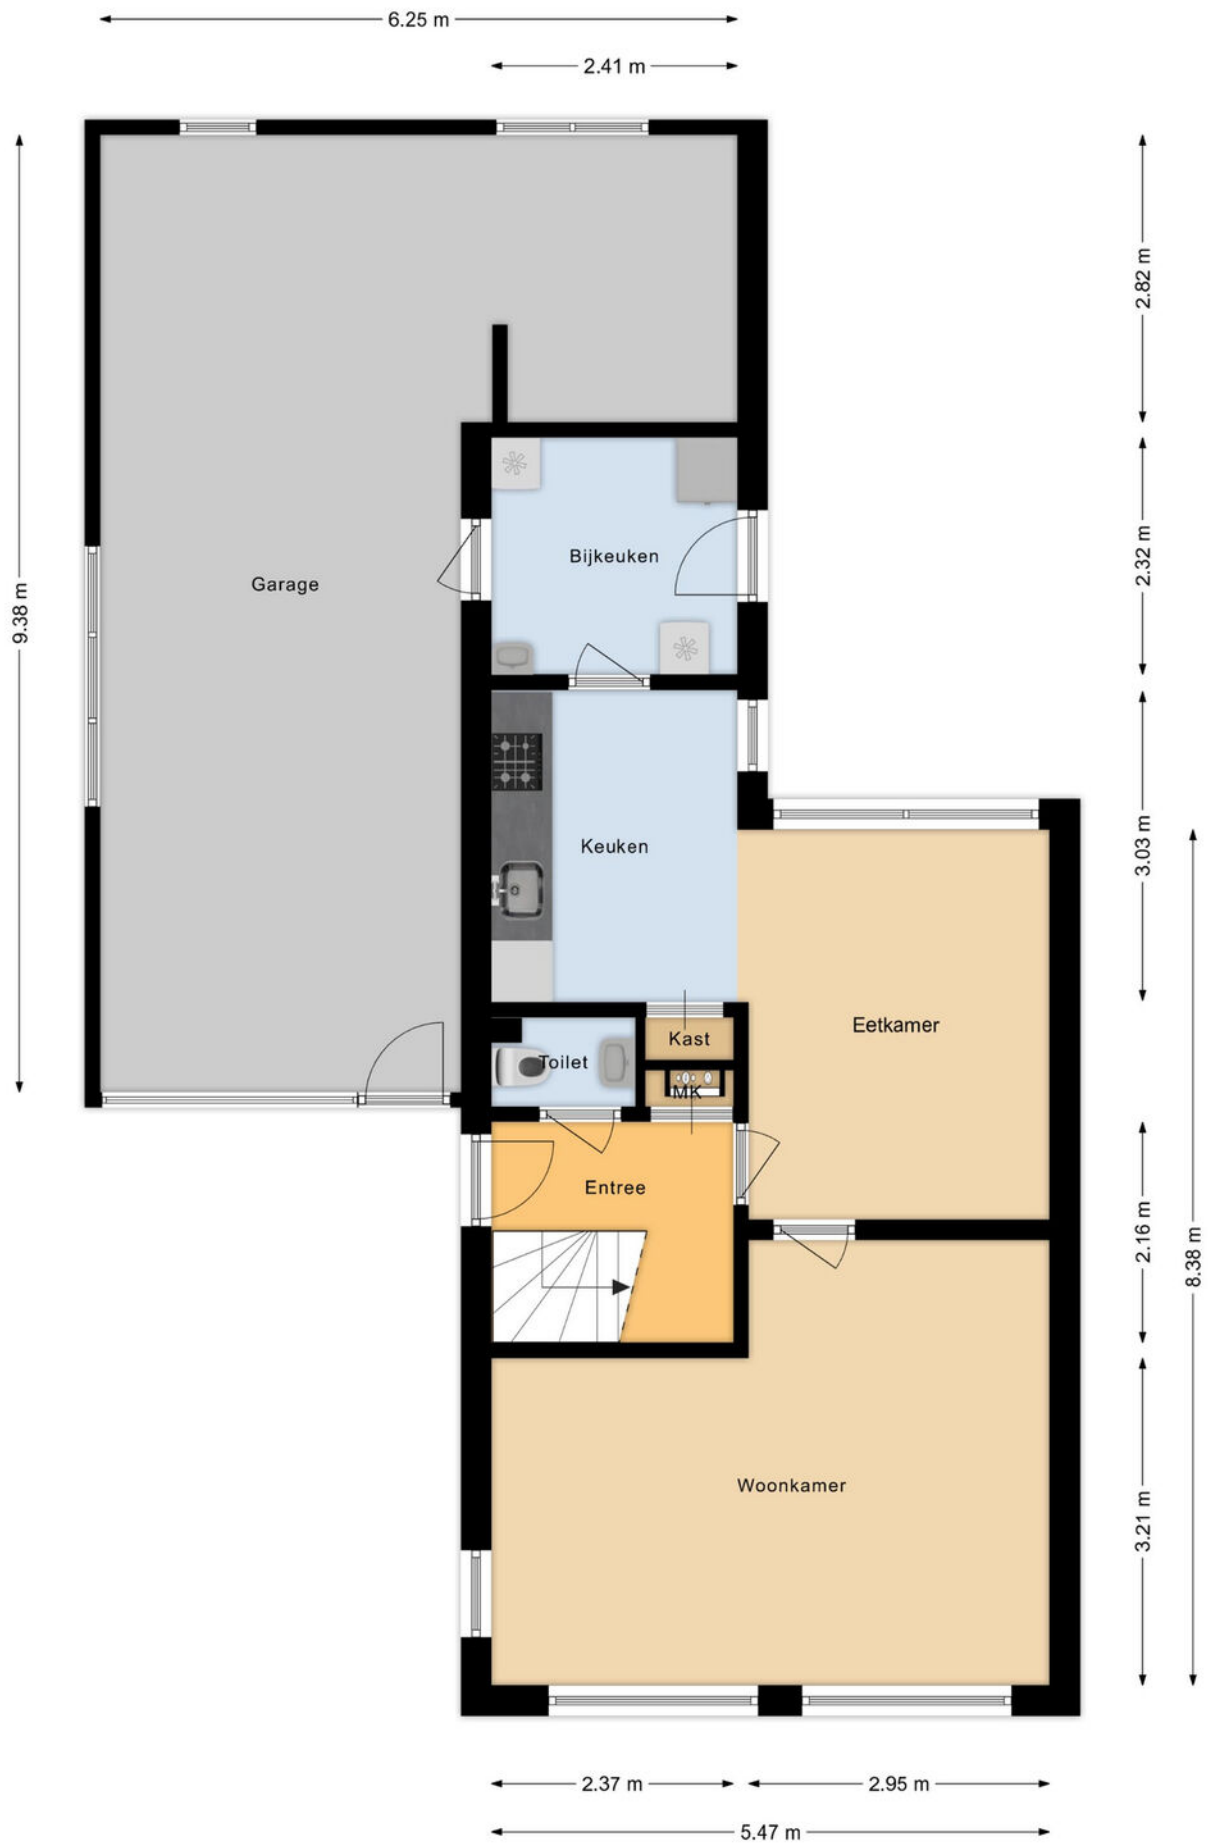 6.25 m
2.41 m
2.82 m
9.38 m
Garage
Bijkeuken
2.32 m
Keuken
3.03 m
Eetkamer
Toilet
Kast
MK
Entree
2.16 m
8.38 m
Woonkamer
3.21 m
2.37 m
2.95 m
5.47 m